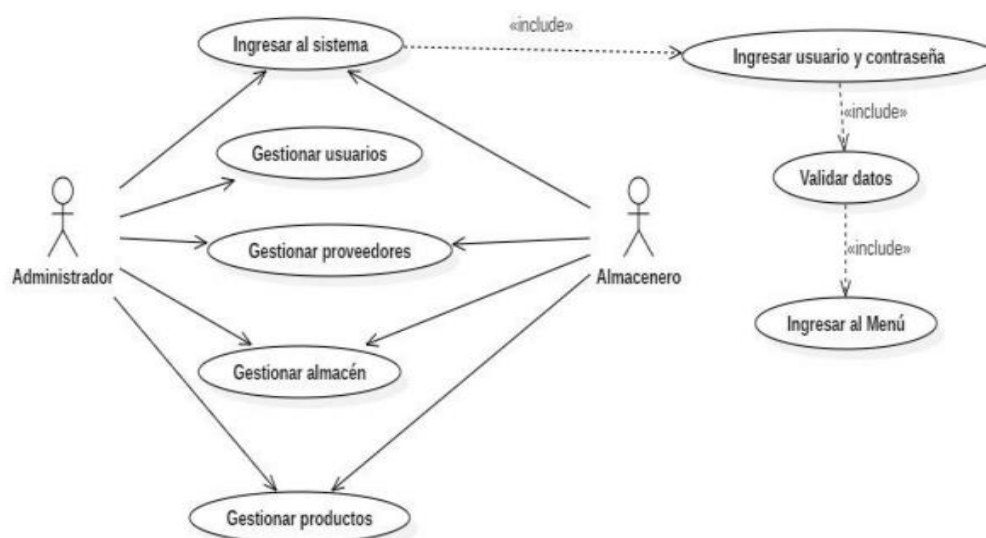 «include»
Ingresar al sistema
Ingresar usuario y contraseña
«include»
Gestionar usuarios
Validar datos
Gestionar proveedores
«include»
Administrador
Almacenero
Ingresar al Menú
Gestionar almacén
Gestionar productos